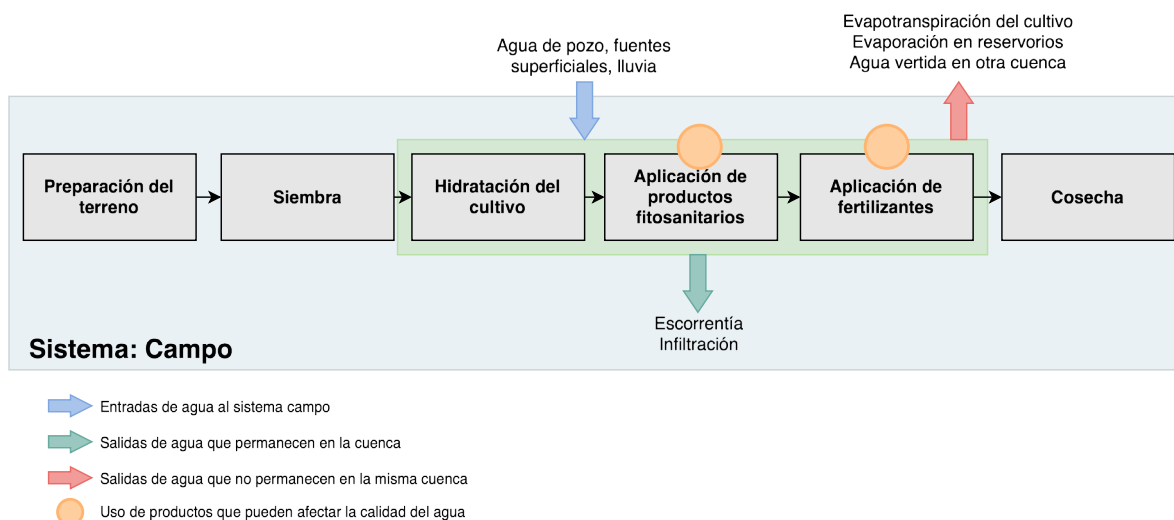 Evapotranspiración del cultivo
Evaporación en reservorios
Agua vertida en otra cuenca
Agua de pozo, fuentes
superficiales, lluvia
Preparación del
terreno
Siembra
Hidratación del
cultivo
Aplicación de
productos
fitosanitarios
Aplicación de
fertilizantes
Cosecha
Escorrentía
Infiltración
Sistema: Campo
Entradas de agua al sistema campo
Salidas de agua que permanecen en la cuenca
Salidas de agua que no permanecen en la misma cuenca
Uso de productos que pueden afectar la calidad del agua